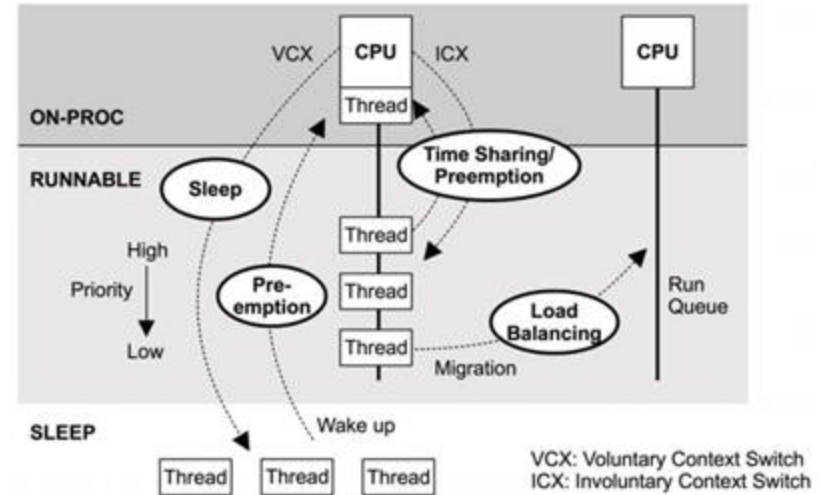 VCX
CPU
ICX
CPU
Thread
ON-PROC
Time Sharing/
Preemption
RUNNABLE
Sleep
Thread
High
Priority
Low
Pre-
emption
Thread
Run
Queue
Load
Balancing
Thread
Migration
Wake up
SLEEP
Thread
Thread
Thread
VCX: Voluntary Context Switch
ICX: Involuntary Context Switch